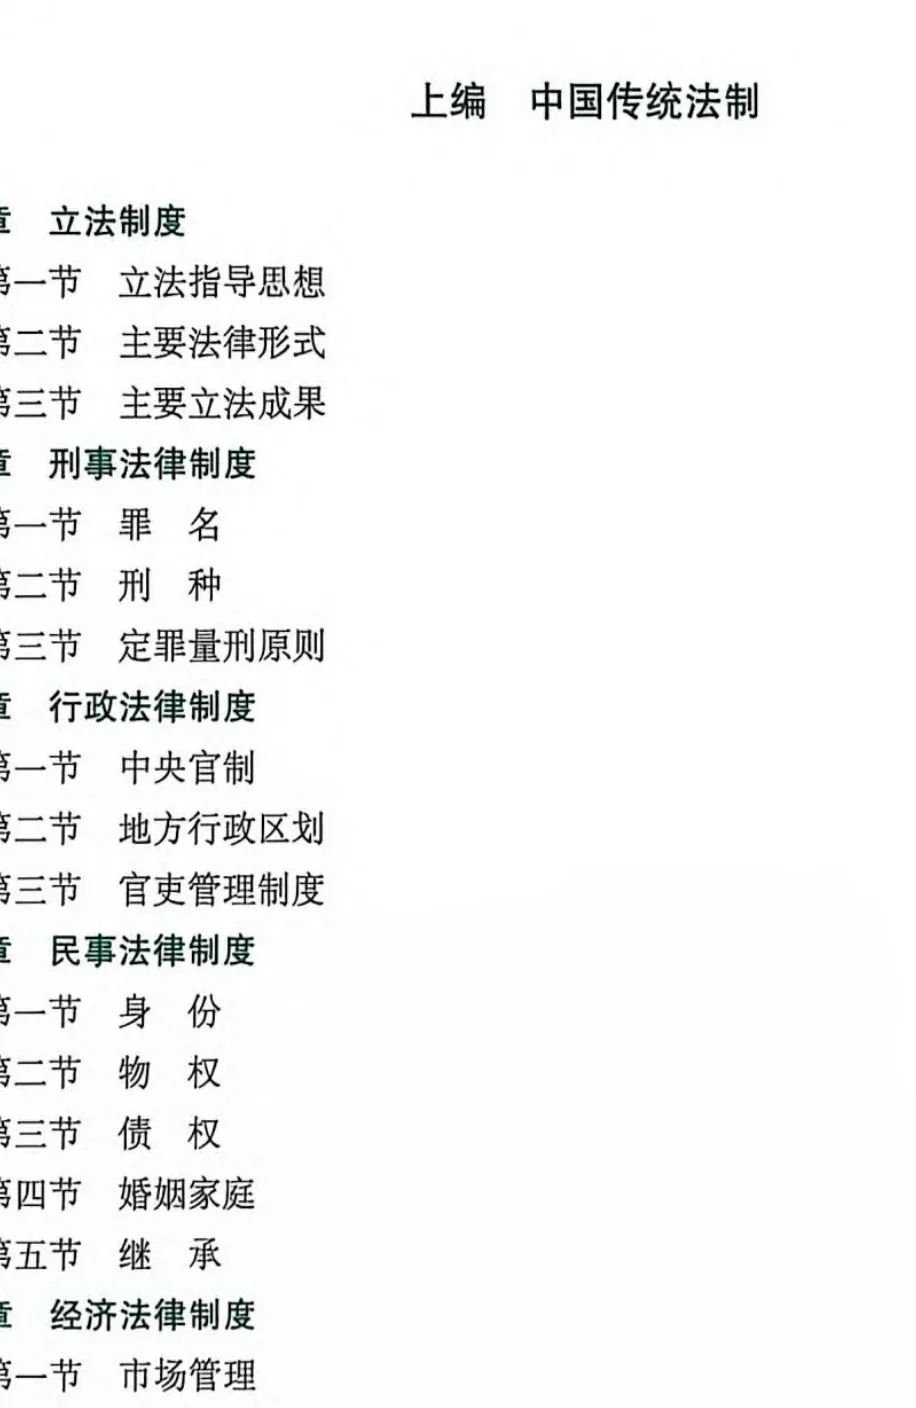 上编 中国传统法制
章 立法制度
第一节 立法指导思想
第二节 主要法律形式
第三节 主要立法成果
章 刑事法律制度
第一节 罪 名
第二节 刑 种
第三节 定罪量刑原则
章 行政法律制度
第一节 中央官制
第二节 地方行政区划
第三节 官吏管理制度
章 民事法律制度
第一节 身 份
第二节 物 权
第三节 债 权
第四节 婚姻家庭
第五节 继 承
章 经济法律制度
第一节 市场管理